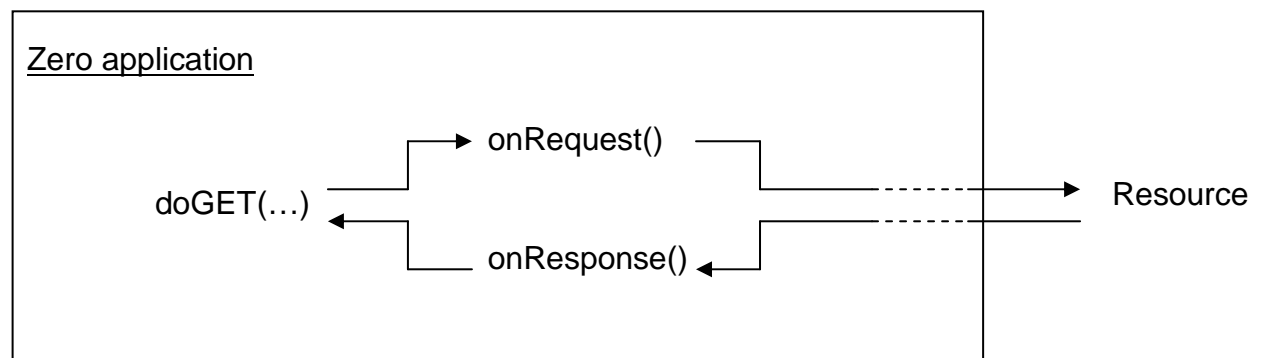 Zero application
onRequest()
doGET(…)
Resource
onResponse()